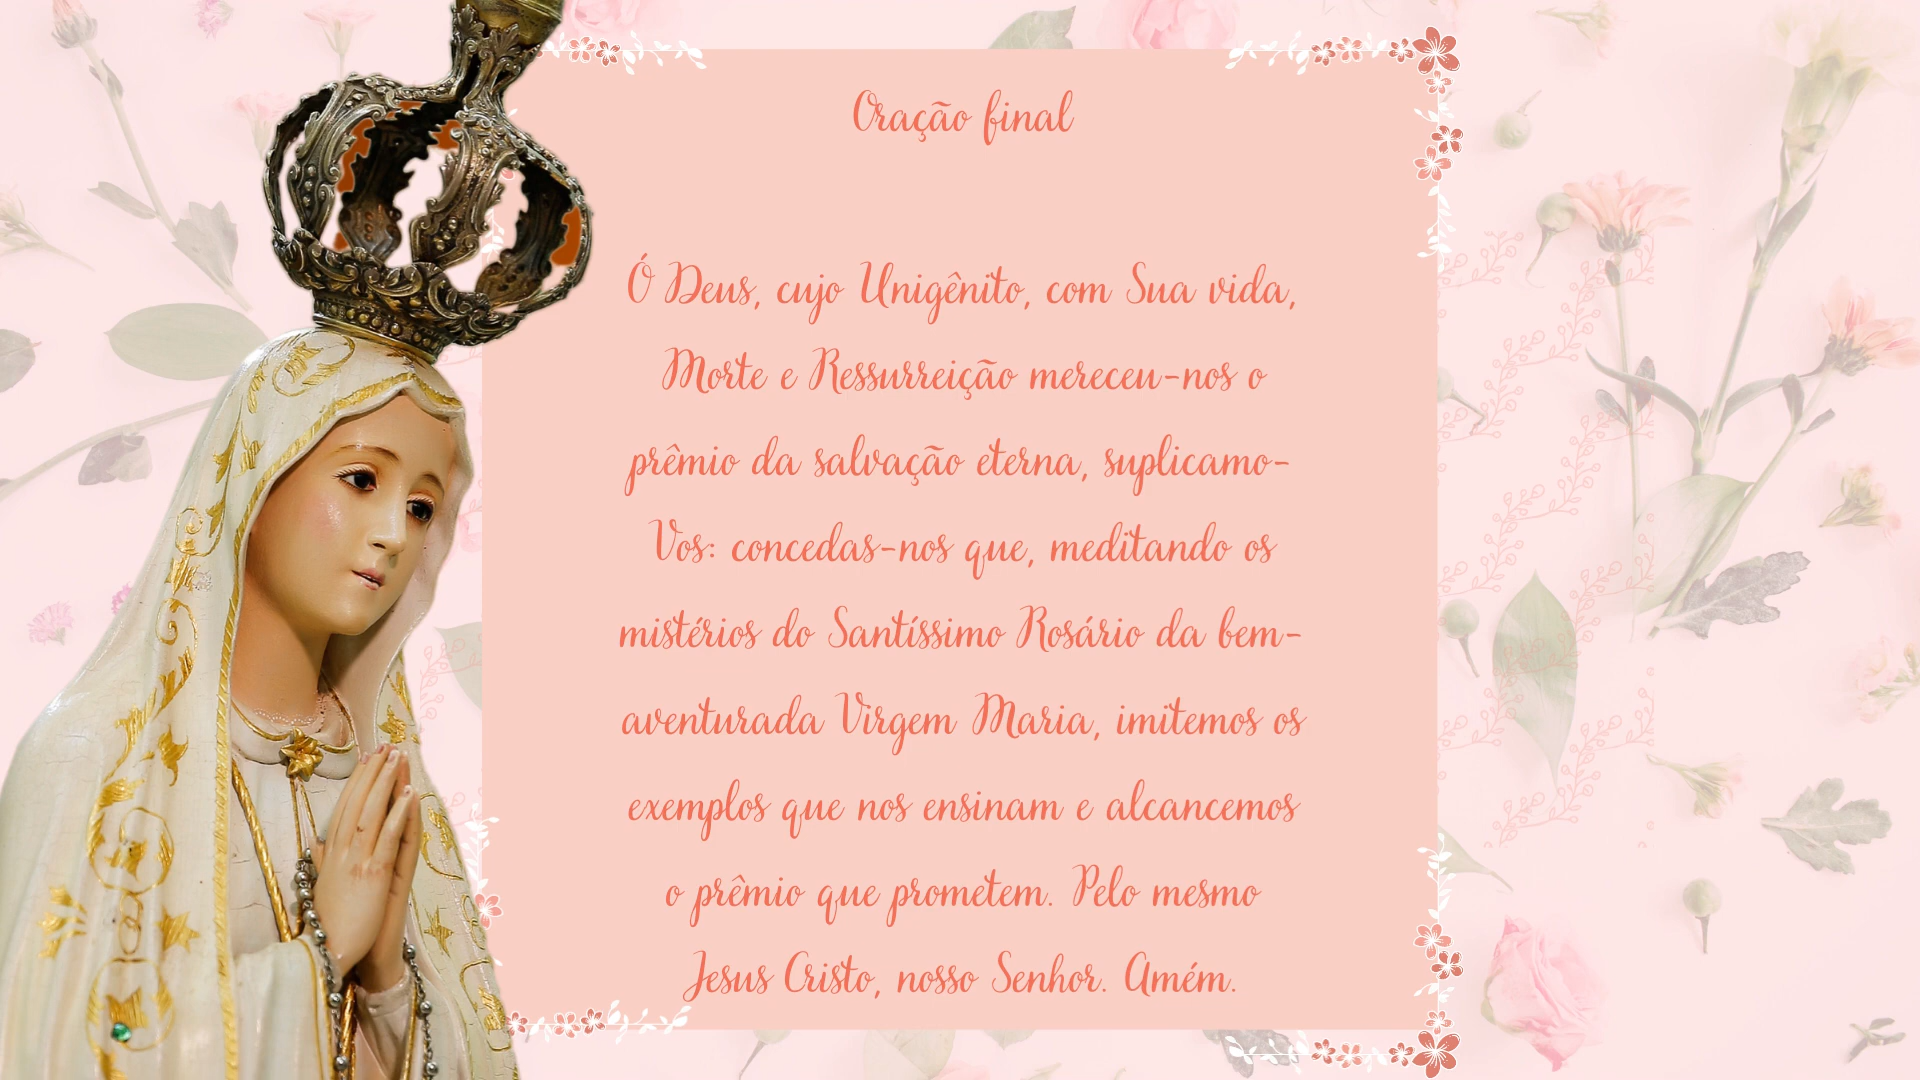 Oração final
Ó Deus, cujo Unigênito, com Sua vida,
Morte e Ressurreição mereceu-nos o
prêmio da salvação eterna, suplicamo-
Vos: concedas-nos que, meditando os
mistérios do Santíssimo Rosário da bem-
aventurada Virgem Maria, imitemos os
exemplos que nos ensinam e alcancemos
o prêmio que prometem. Pelo mesmo
Jesus Cristo, nosso Senhor. Amém.